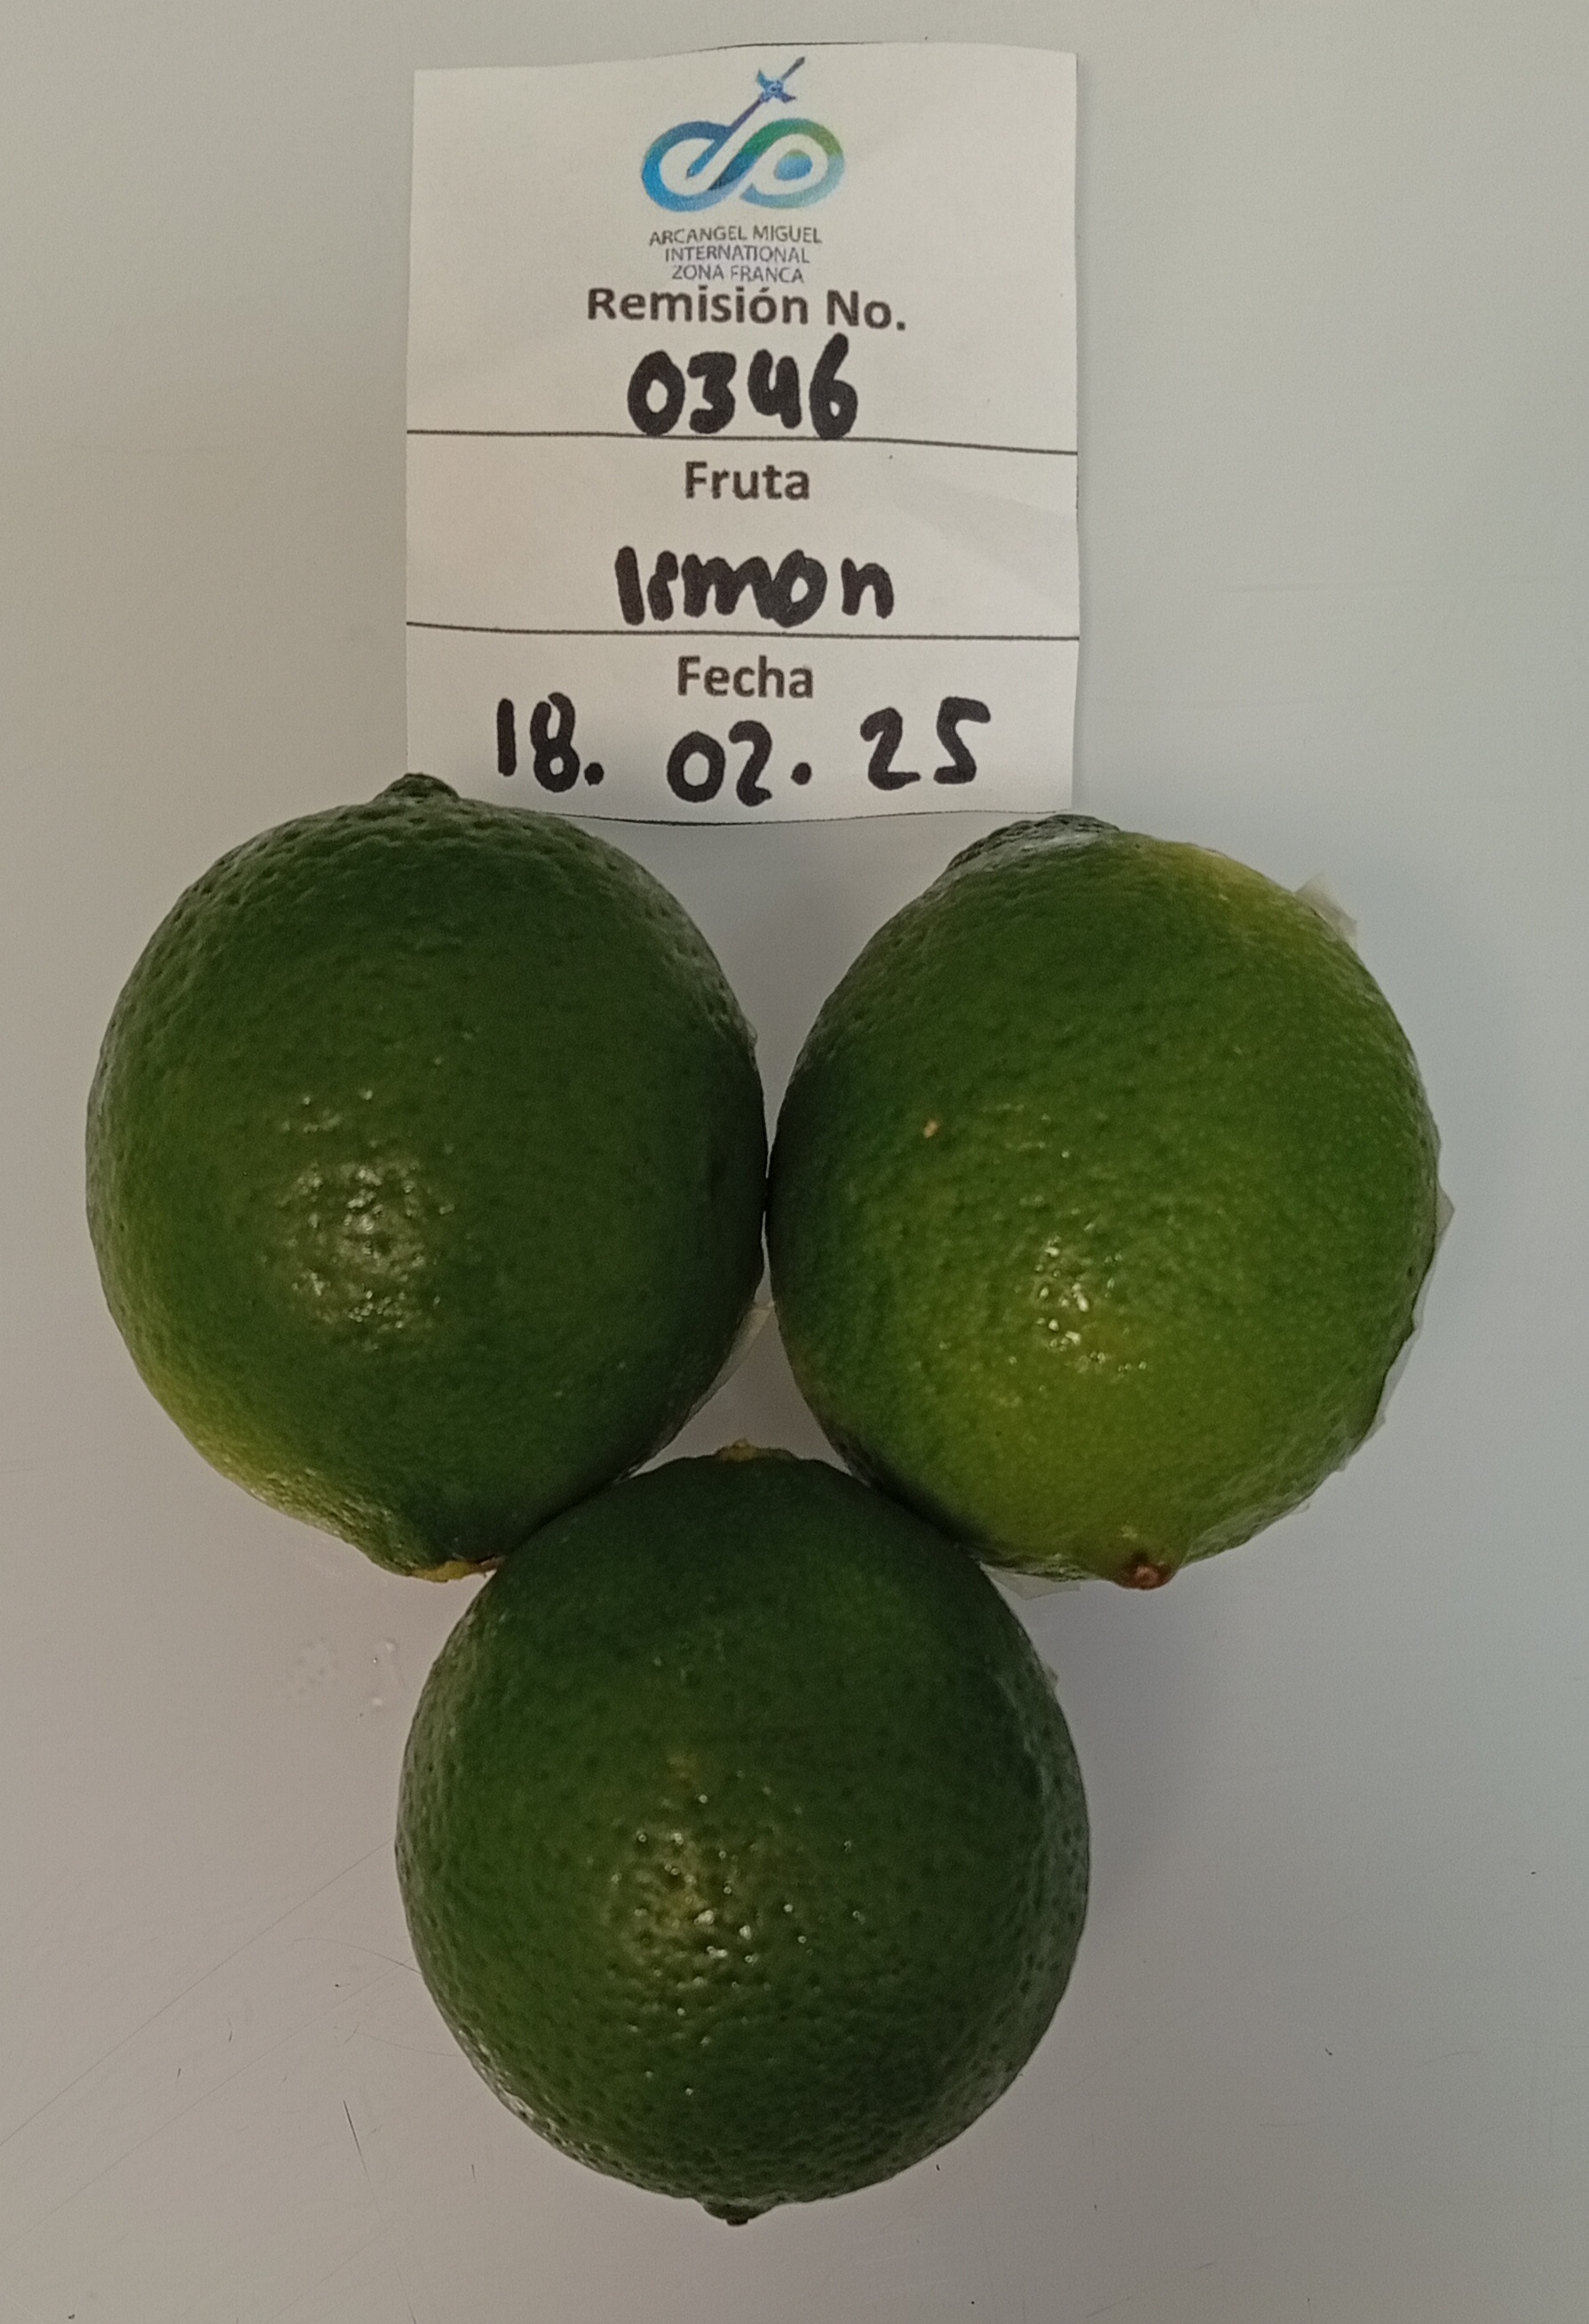 ARCANGEL MIGUEL
INTERNATIONAL
ZONA FRANCA
Remisión No.
0346
Fruta
limon
Fecha
18. 02. 25